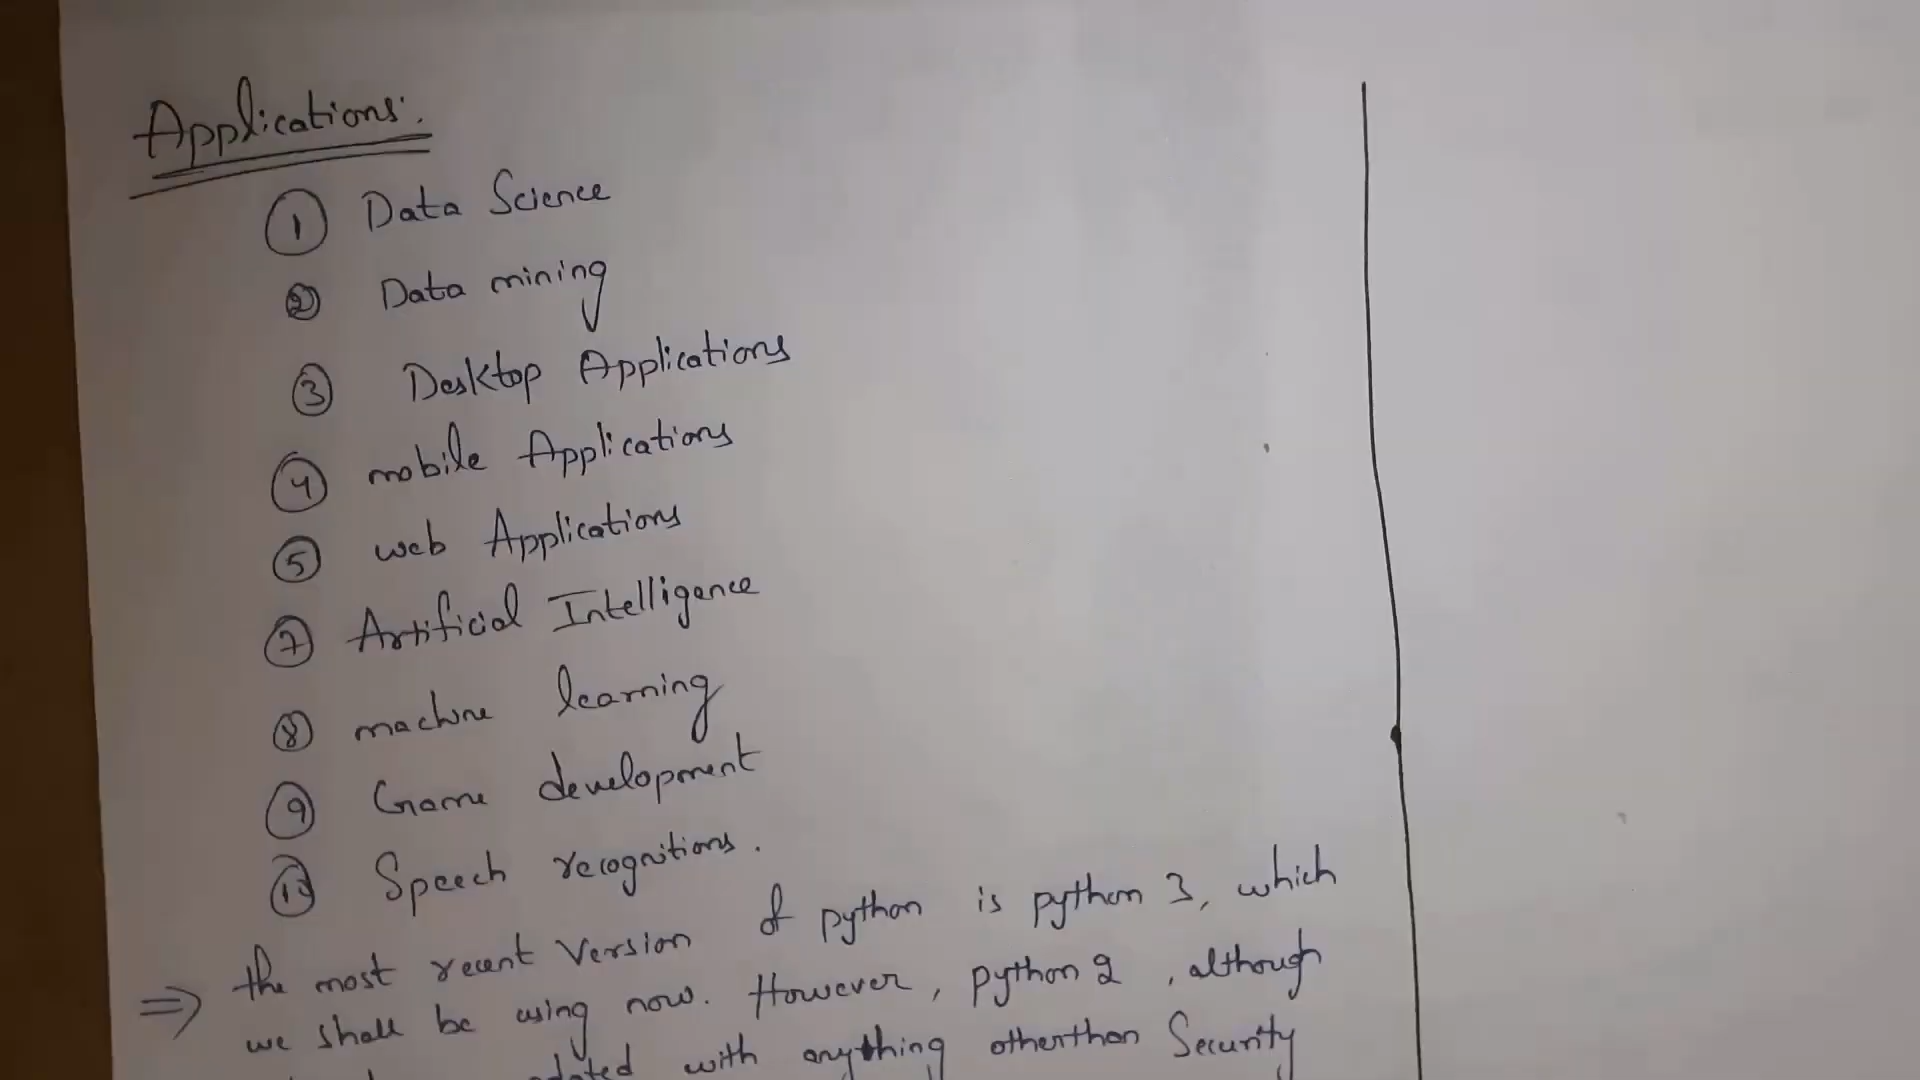 Applications:
① Data Science
② Data mining
③ Desktop Applications
④ mobile Applications
⑤ web Applications
⑦ Artificial Intelligence
⑧ machine learning
⑨ Game development
⑩ Speech recognitions.
⇒ the most recent Version of python is python 3, which
we shall be using now. However, python 2, although
with anything otherthan Security